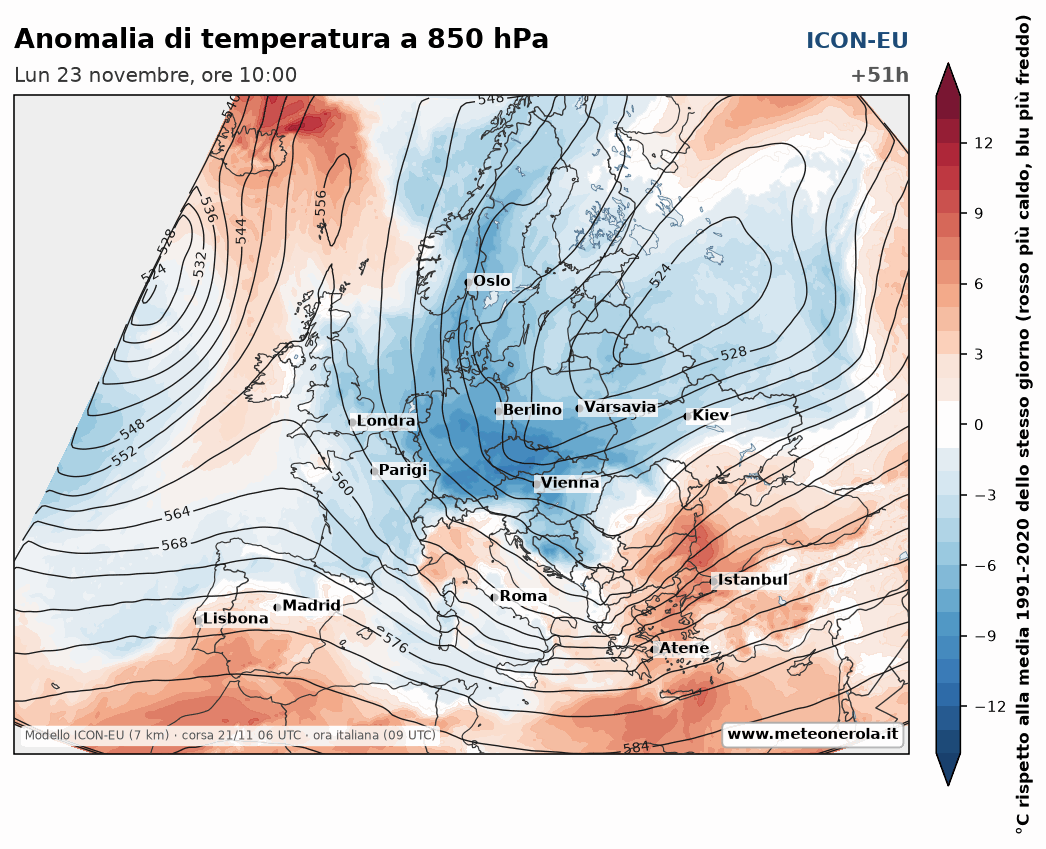 Anomalia di temperatura a 850 hPa
ICON-EU
Lun 23 novembre, ore 10:00
+51h
540
548
556
536
544
528
532
524
524
528
Oslo
Berlino
Varsavia
Kiev
Londra
548
552
Parigi
Vienna
560
564
568
Istanbul
Roma
Madrid
Lisbona
576
Atene
584
Modello ICON-EU (7 km) · corsa 21/11 06 UTC · ora italiana (09 UTC)
www.meteonerola.it
12
9
6
3
0
−3
−6
−9
−12
°C rispetto alla media 1991-2020 dello stesso giorno (rosso più caldo, blu più freddo)